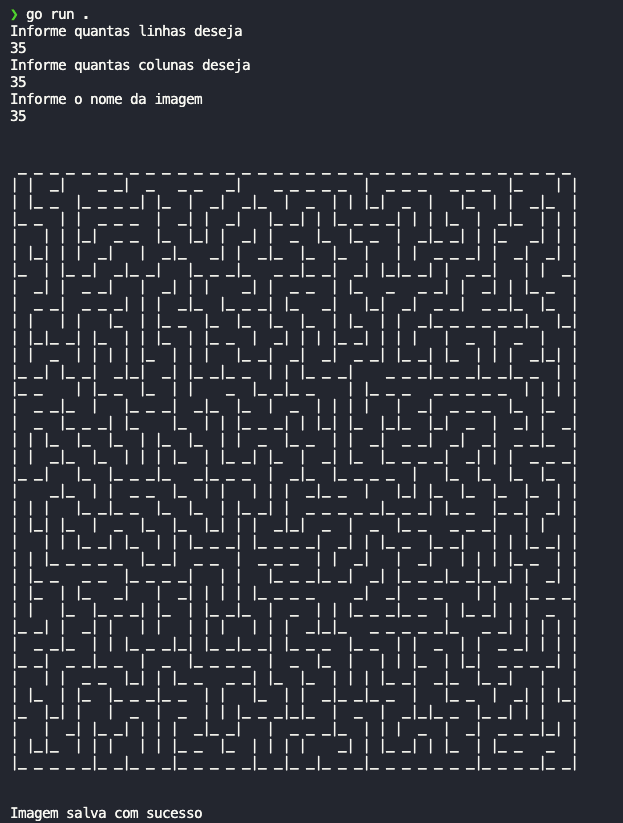 ❯ go run .
Informe quantas linhas deseja
35
Informe quantas colunas deseja
35
Informe o nome da imagem
35
Imagem salva com sucesso